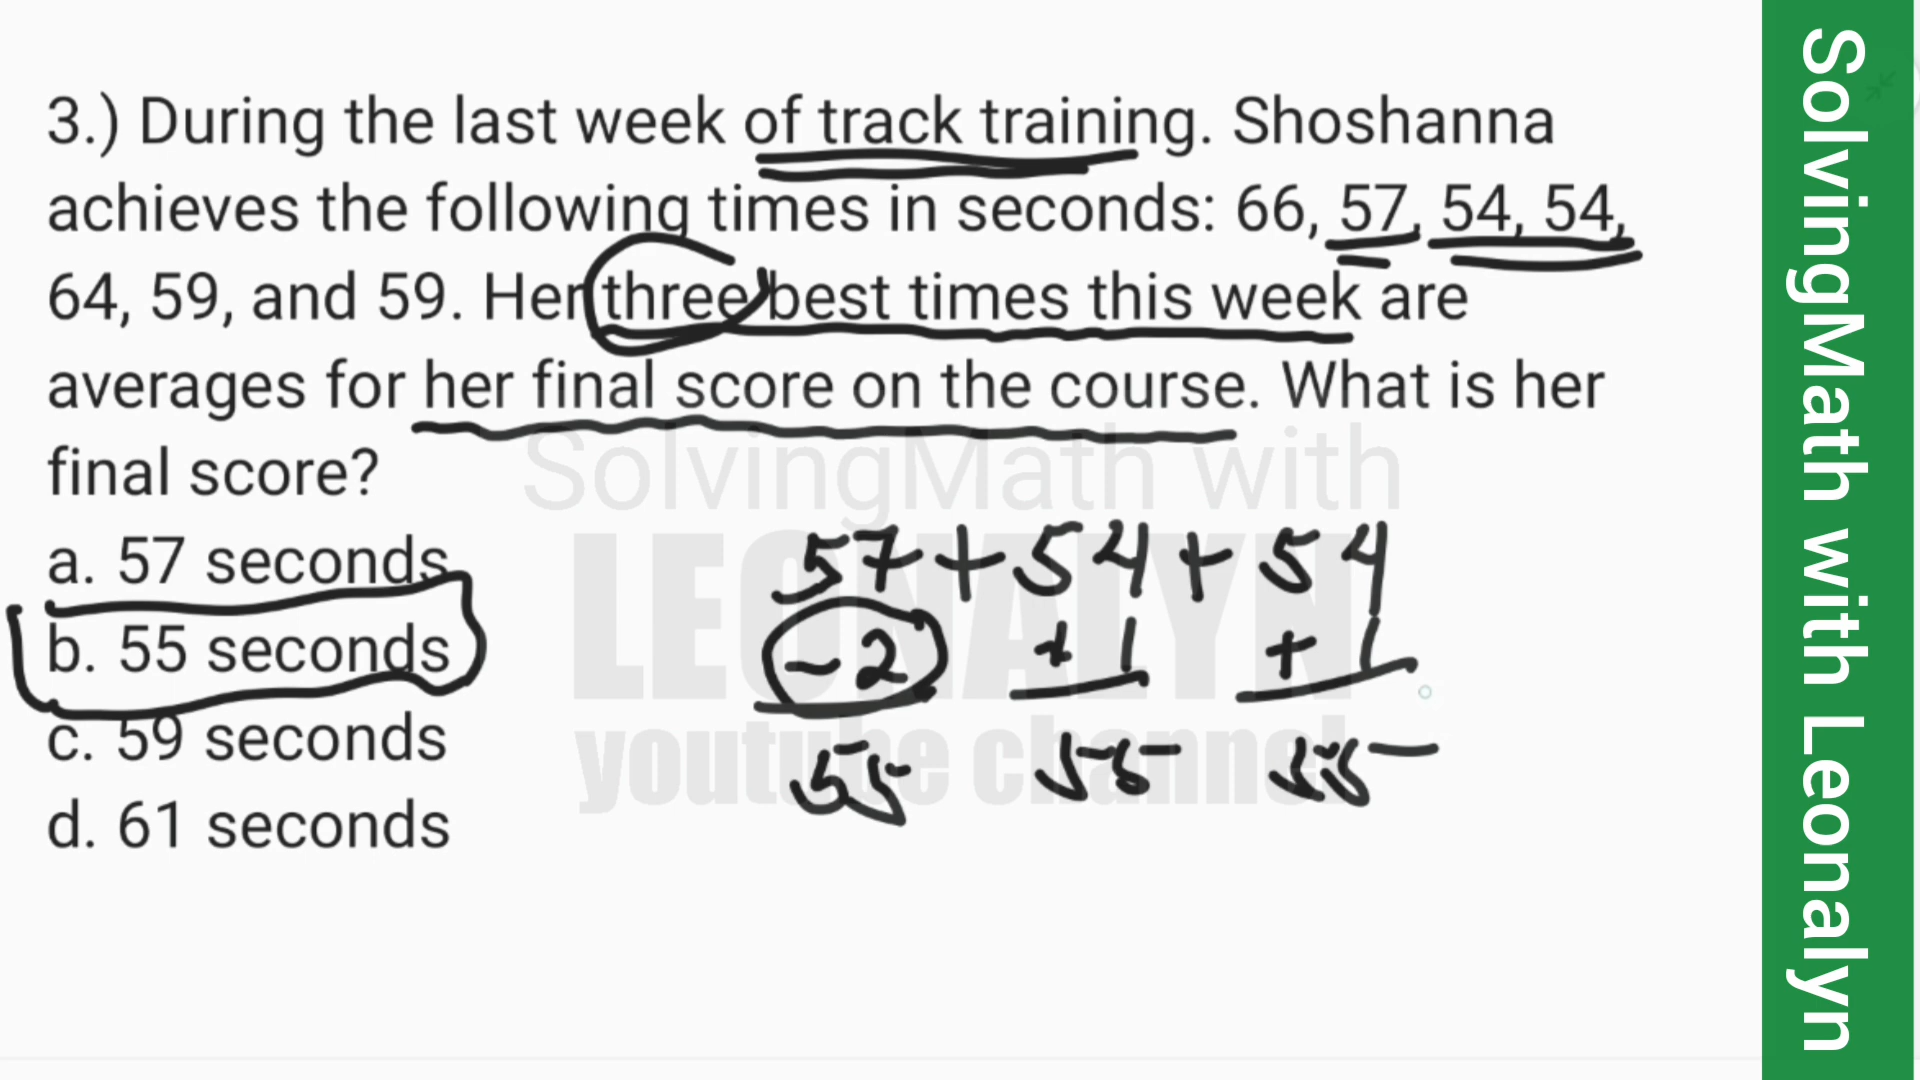 3.) During the last week of track training. Shoshanna
achieves the following times in seconds: 66, 57, 54, 54,
64, 59, and 59. Her three best times this week are
averages for her final score on the course. What is her
final score?
a. 57 seconds
b. 55 seconds
c. 59 seconds
d. 61 seconds
SolvingMath with
LEONALYN
youtube channel
57 + 54 + 54
-2 +1 +1
55 55 55
SolvingMath with Leonalyn